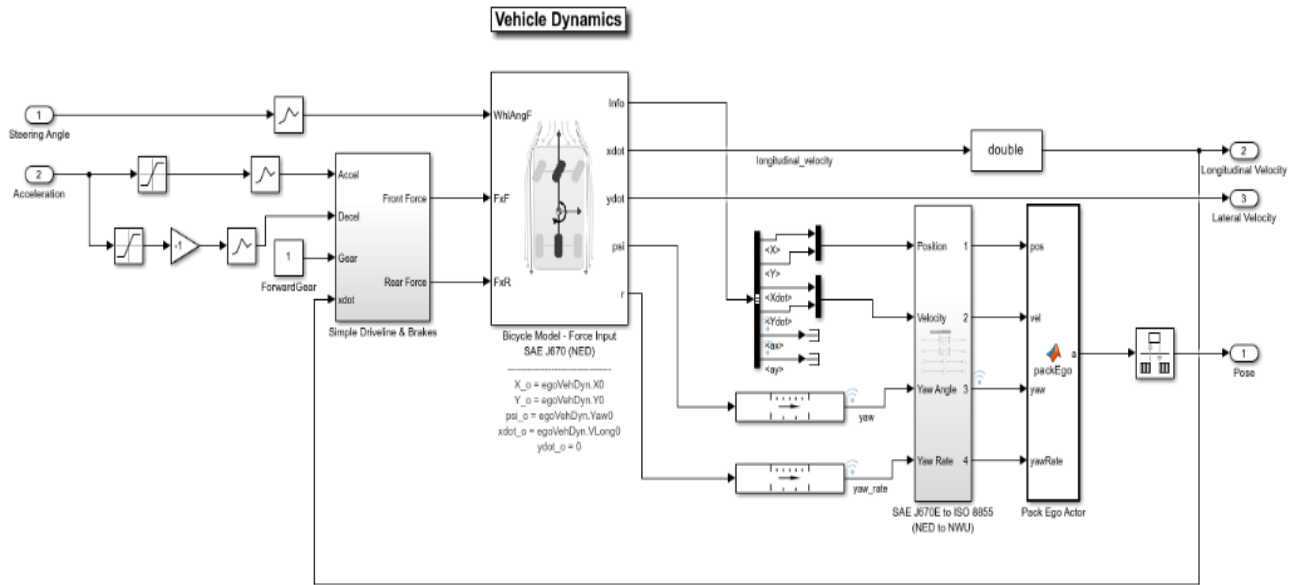 Vehicle Dynamics
1
Steering Angle
2
Acceleration
-1
1
ForwardGear
Accel
Decel
Gear
xdot
Front Force
Rear Force
Simple Driveline & Brakes
WhlAngF
FxF
FxR
Info
xdot
ydot
psi
r
Bicycle Model - Force Input
SAE J670 (NED)
--------------------------------
X_o = egoVehDyn.X0
Y_o = egoVehDyn.Y0
psi_o = egoVehDyn.Yaw0
xdot_o = egoVehDyn.VLong0
ydot_o = 0
longitudinal_velocity
double
2
Longitudinal Velocity
3
Lateral Velocity
<X>
<Y>
<Xdot>
<Ydot>
<ax>
<ay>
yaw
yaw_rate
Position
1
Velocity
2
Yaw Angle
3
Yaw Rate
4
SAE J670E to ISO 8855
(NED to NWU)
pos
vel
yaw
yawRate
packEgo
a
Pack Ego Actor
1
Pose